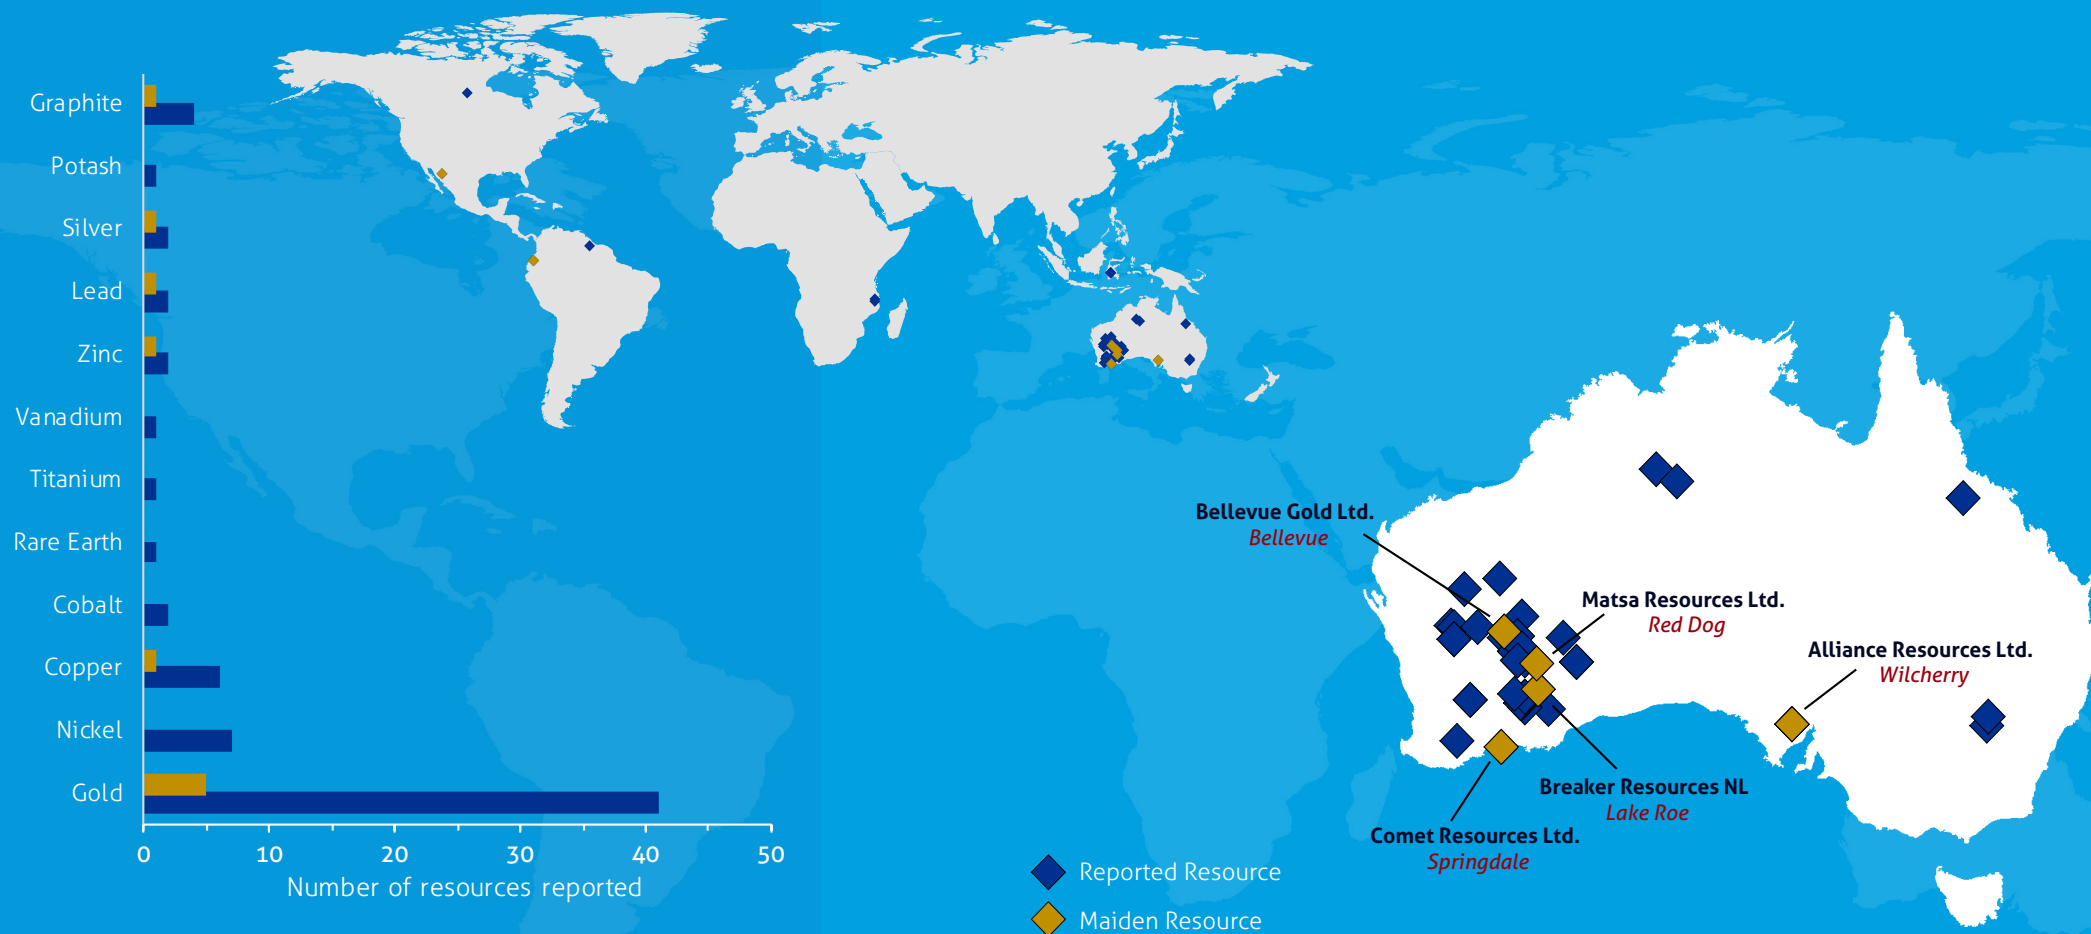 Graphite
Potash
Silver
Lead
Zinc
Vanadium
Titanium
Rare Earth
Cobalt
Copper
Nickel
Gold
0 10 20 30 40 50
Number of resources reported
Bellevue Gold Ltd.
Bellevue
Matsa Resources Ltd.
Red Dog
Alliance Resources Ltd.
Wilcherry
Breaker Resources NL
Lake Roe
Comet Resources Ltd.
Springdale
Reported Resource
Maiden Resource